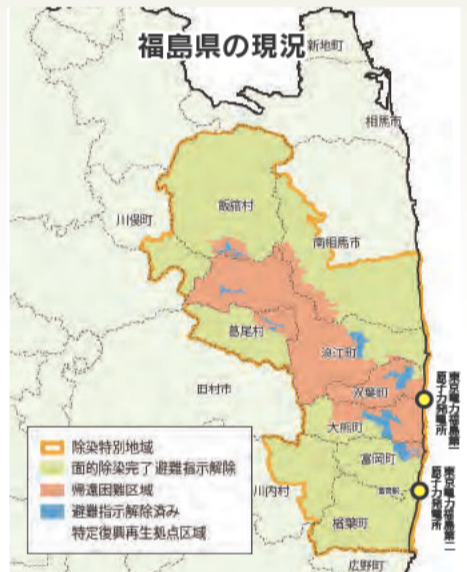 福島県の現況
新地町
相馬市
飯舘村
川俣町
南相馬市
葛尾村
浪江町
田村市
双葉町
東京電力福島第一
原子力発電所
大熊町
富岡町
川内村
東京電力福島第二
原子力発電所
楢葉町
広野町
除染特別地域
面的除染完了避難指示解除
帰還困難区域
避難指示解除済み
特定復興再生拠点区域